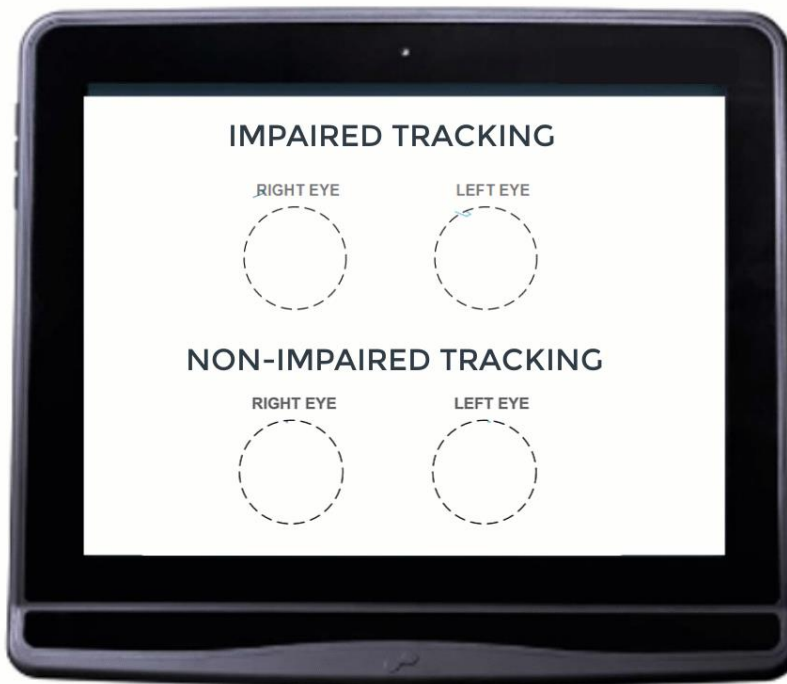 IMPAIRED TRACKING
RIGHT EYE LEFT EYE
NON-IMPAIRED TRACKING
RIGHT EYE LEFT EYE